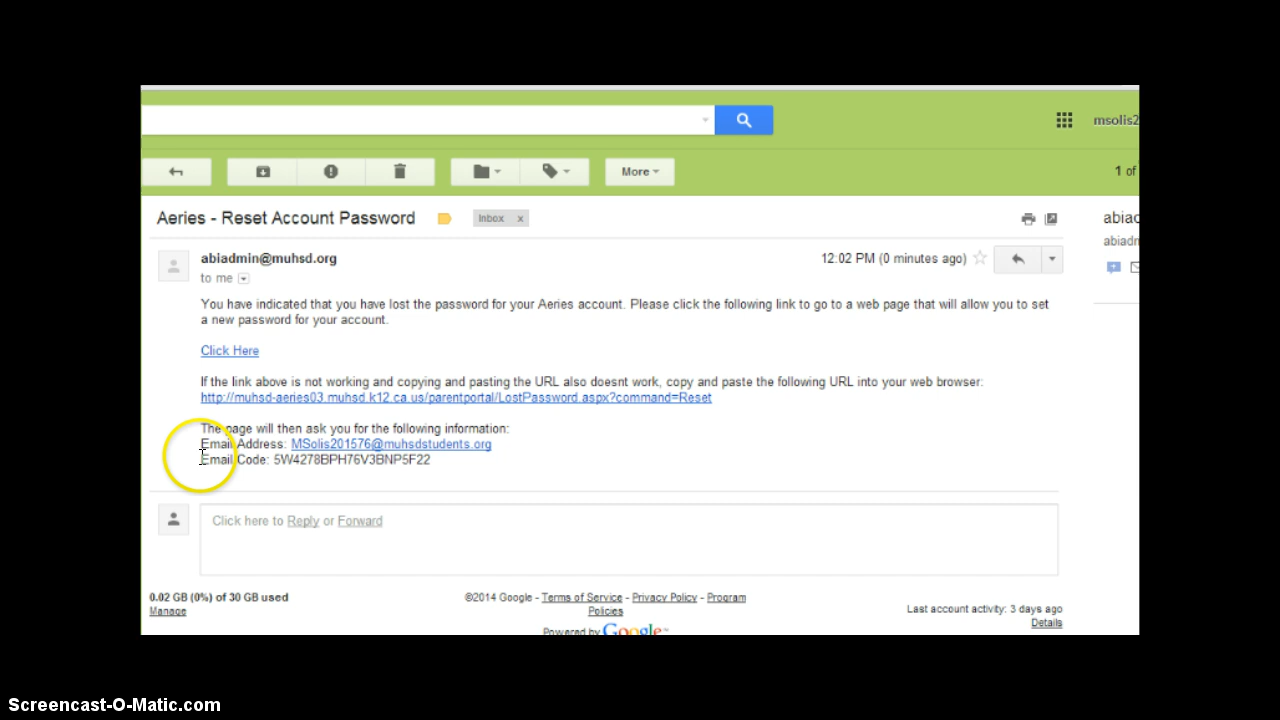 msolis2
More
1 of
Aeries - Reset Account Password
Inbox x
abiad
abiadmin@muhsd.org
12:02 PM (0 minutes ago)
abiadr
to me
You have indicated that you have lost the password for your Aeries account. Please click the following link to go to a web page that will allow you to set
a new password for your account.
Click Here
If the link above is not working and copying and pasting the URL also doesnt work, copy and paste the following URL into your web browser:
http://muhsd-aeries03.muhsd.k12.ca.us/parentportal/LostPassword.aspx?command=Reset
The page will then ask you for the following information:
Email Address: MSolis201576@muhsdstudents.org
Email Code: 5W4278BPH76V3BNP5F22
Click here to Reply or Forward
0.02 GB (0%) of 30 GB used
Manage
©2014 Google - Terms of Service - Privacy Policy - Program
Policies
Powered by Google™
Last account activity: 3 days ago
Details
Screencast-O-Matic.com